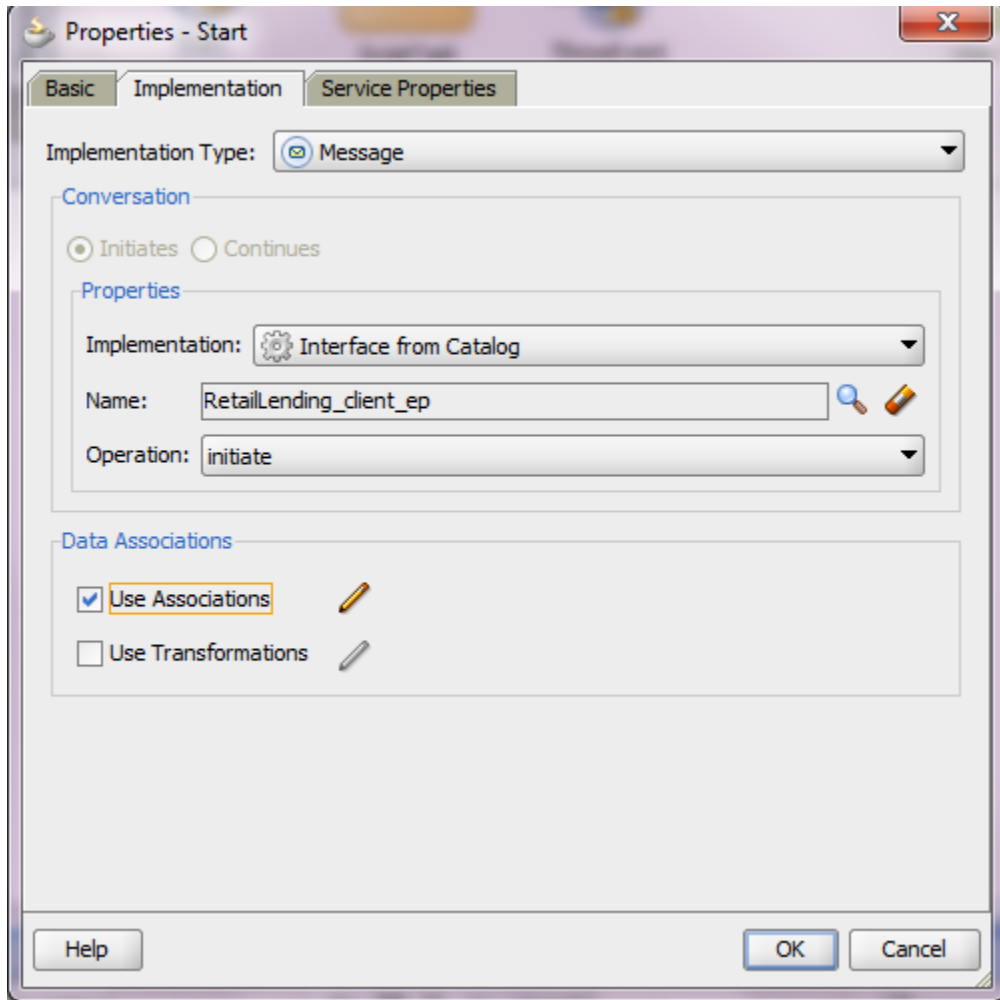 Properties - Start
Basic Implementation Service Properties
Implementation Type: Message
Conversation
Initiates Continues
Properties
Implementation: Interface from Catalog
Name: RetailLending_client_ep
Operation: initiate
Data Associations
Use Associations
Use Transformations
Help OK Cancel